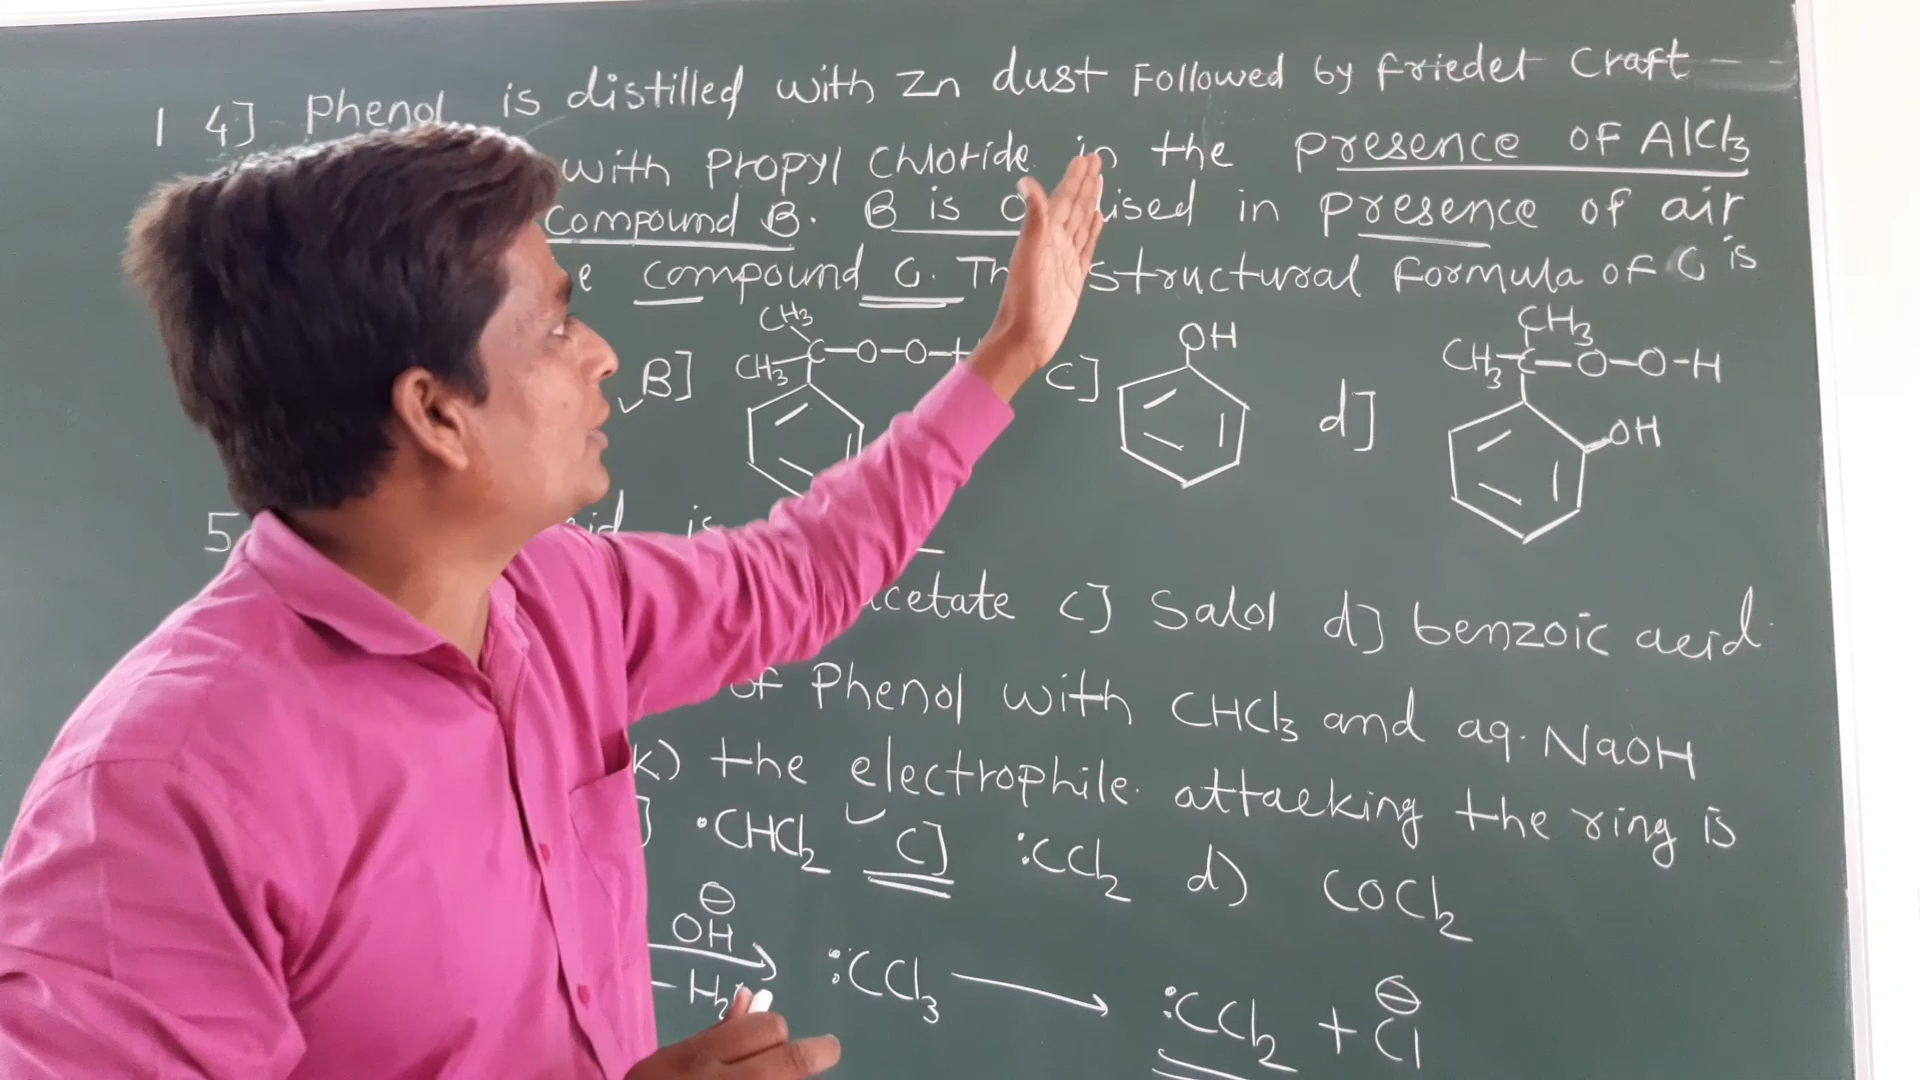 1 4] Phenol is distilled with Zn dust Followed by friedel Craft
with Propyl Chloride in the presence of AlCl3
compound B. B is in presence of air
compound C. structural Formula of C is
B] CH3 CH3 C-O-O- C] OH d] CH3 CH3 C-O-O-H OH
5 is
acetate C] Salol d] benzoic acid.
of Phenol with CHCl3 and aq. NaOH
the electrophile. attaeking the ring is
] •CHCl2 C] :CCl2 d) COCl2
OH ⊖
-H2 :CCl3 → :CCl2 + Cl ⊖